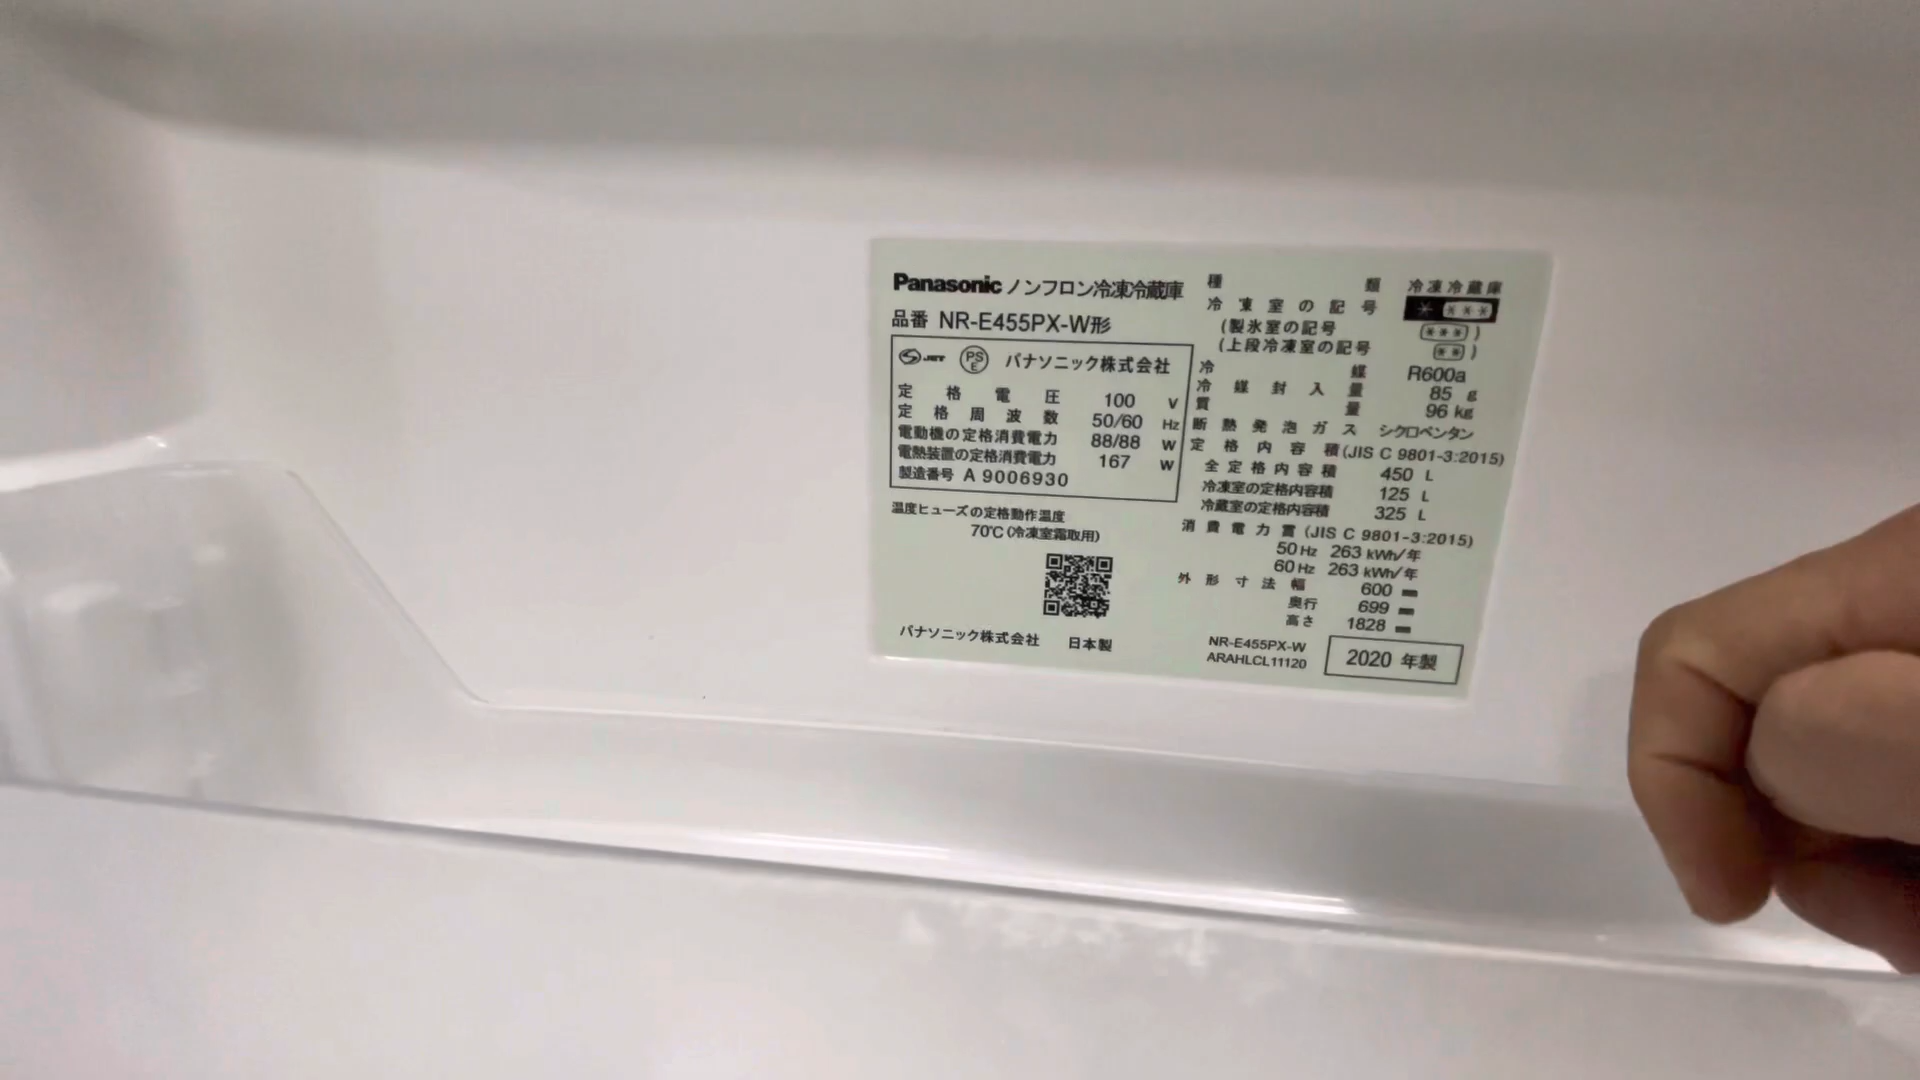 Panasonic ノンフロン冷凍冷蔵庫
品番 NR-E455PX-W形
JET PS E パナソニック株式会社
定格電圧 100 V
定格周波数 50/60 Hz
電動機の定格消費電力 88/88 W
電熱装置の定格消費電力 167 W
製造番号 A 9006930
温度ヒューズの定格動作温度
70℃(冷凍室霜取用)
パナソニック株式会社 日本製
種類 冷凍冷蔵庫
冷凍室の記号
(製氷室の記号 )
(上段冷凍室の記号 )
冷媒 R600a
冷媒封入量 85 g
質量 96 kg
断熱発泡ガス シクロペンタン
定格内容積(JIS C 9801-3:2015)
全定格内容積 450 L
冷凍室の定格内容積 125 L
冷蔵室の定格内容積 325 L
消費電力量(JIS C 9801-3:2015)
50 Hz 263 kWh/年
60 Hz 263 kWh/年
外形寸法 幅 600
奥行 699
高さ 1828
NR-E455PX-W
ARAHLCL11120
2020 年製